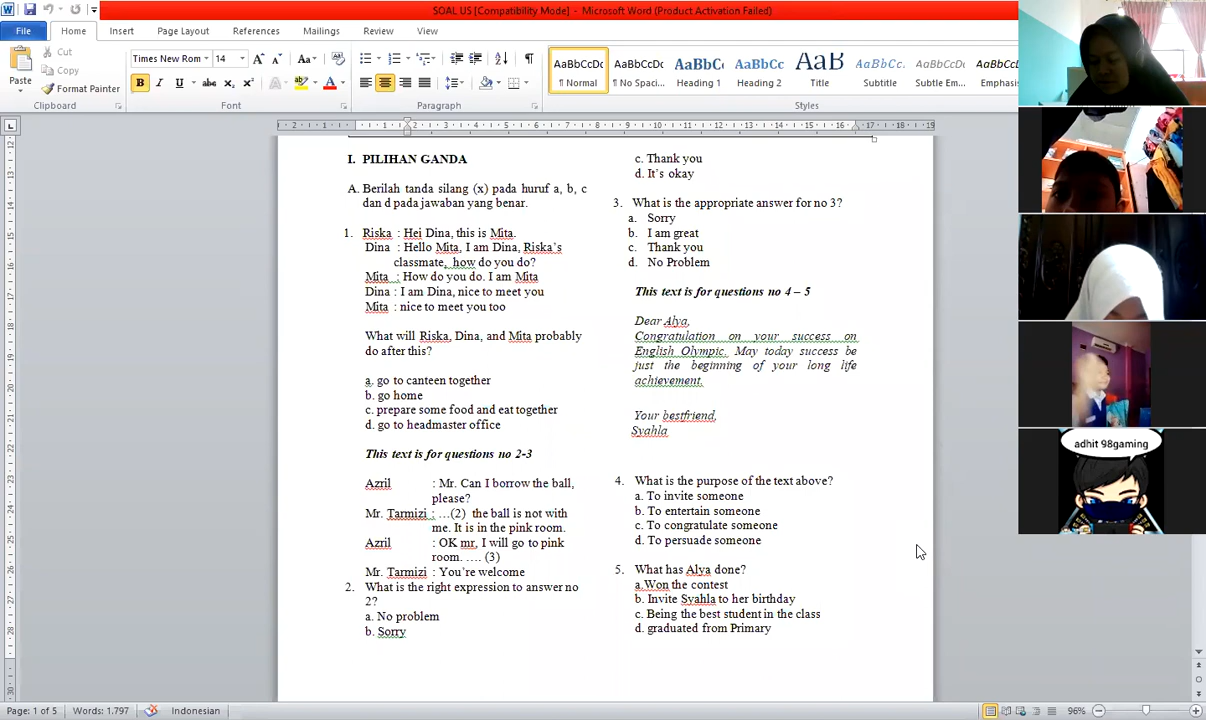 SOAL US [Compatibility Mode] - Microsoft Word (Product Activation Failed)
File Home Insert Page Layout References Mailings Review View
Paste
Cut
Copy
Format Painter
Clipboard
Times New Rom 14
B I U abc
Font
Paragraph
AaBbCcDc
¶ Normal
AaBbCcDc
¶ No Spaci...
AaBbC
Heading 1
AaBbCc
Heading 2
AaB
Title
AaBbCc.
Subtitle
AaBbCcDc
Subtle Em...
AaBbCcDc
Emphasis
Styles
I. PILIHAN GANDA
A. Berilah tanda silang (x) pada huruf a, b, c
dan d pada jawaban yang benar.
1. Riska : Hei Dina, this is Mita.
Dina : Hello Mita, I am Dina, Riska's
classmate, how do you do?
Mita : How do you do. I am Mita
Dina : I am Dina, nice to meet you
Mita : nice to meet you too
What will Riska, Dina, and Mita probably
do after this?
a. go to canteen together
b. go home
c. prepare some food and eat together
d. go to headmaster office
This text is for questions no 2-3
Azril : Mr. Can I borrow the ball,
please?
Mr. Tarmizi : …(2) the ball is not with
me. It is in the pink room.
Azril : OK mr, I will go to pink
room. …. (3)
Mr. Tarmizi : You're welcome
2. What is the right expression to answer no
2?
a. No problem
b. Sorry
c. Thank you
d. It's okay
3. What is the appropriate answer for no 3?
a. Sorry
b. I am great
c. Thank you
d. No Problem
This text is for questions no 4 – 5
Dear Alya,
Congratulation on your success on
English Olympic. May today success be
just the beginning of your long life
achievement.
Your bestfriend,
Syahla
4. What is the purpose of the text above?
a. To invite someone
b. To entertain someone
c. To congratulate someone
d. To persuade someone
5. What has Alya done?
a.Won the contest
b. Invite Syahla to her birthday
c. Being the best student in the class
d. graduated from Primary
adhit 98gaming
Page: 1 of 5 Words: 1.797 Indonesian 96%